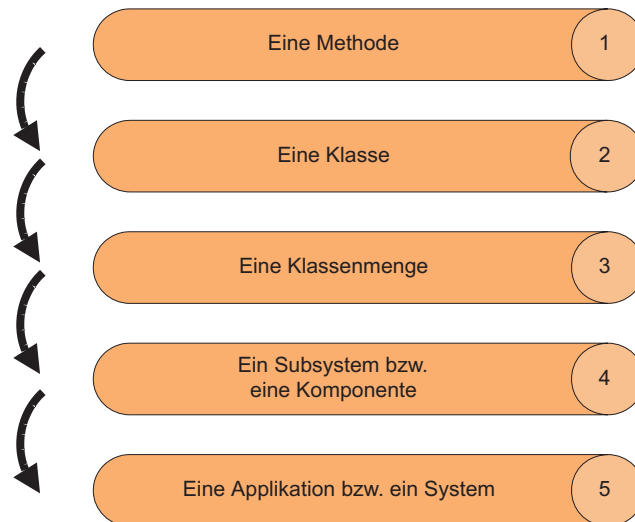 Eine Methode 1
Eine Klasse 2
Eine Klassenmenge 3
Ein Subsystem bzw.
eine Komponente 4
Eine Applikation bzw. ein System 5